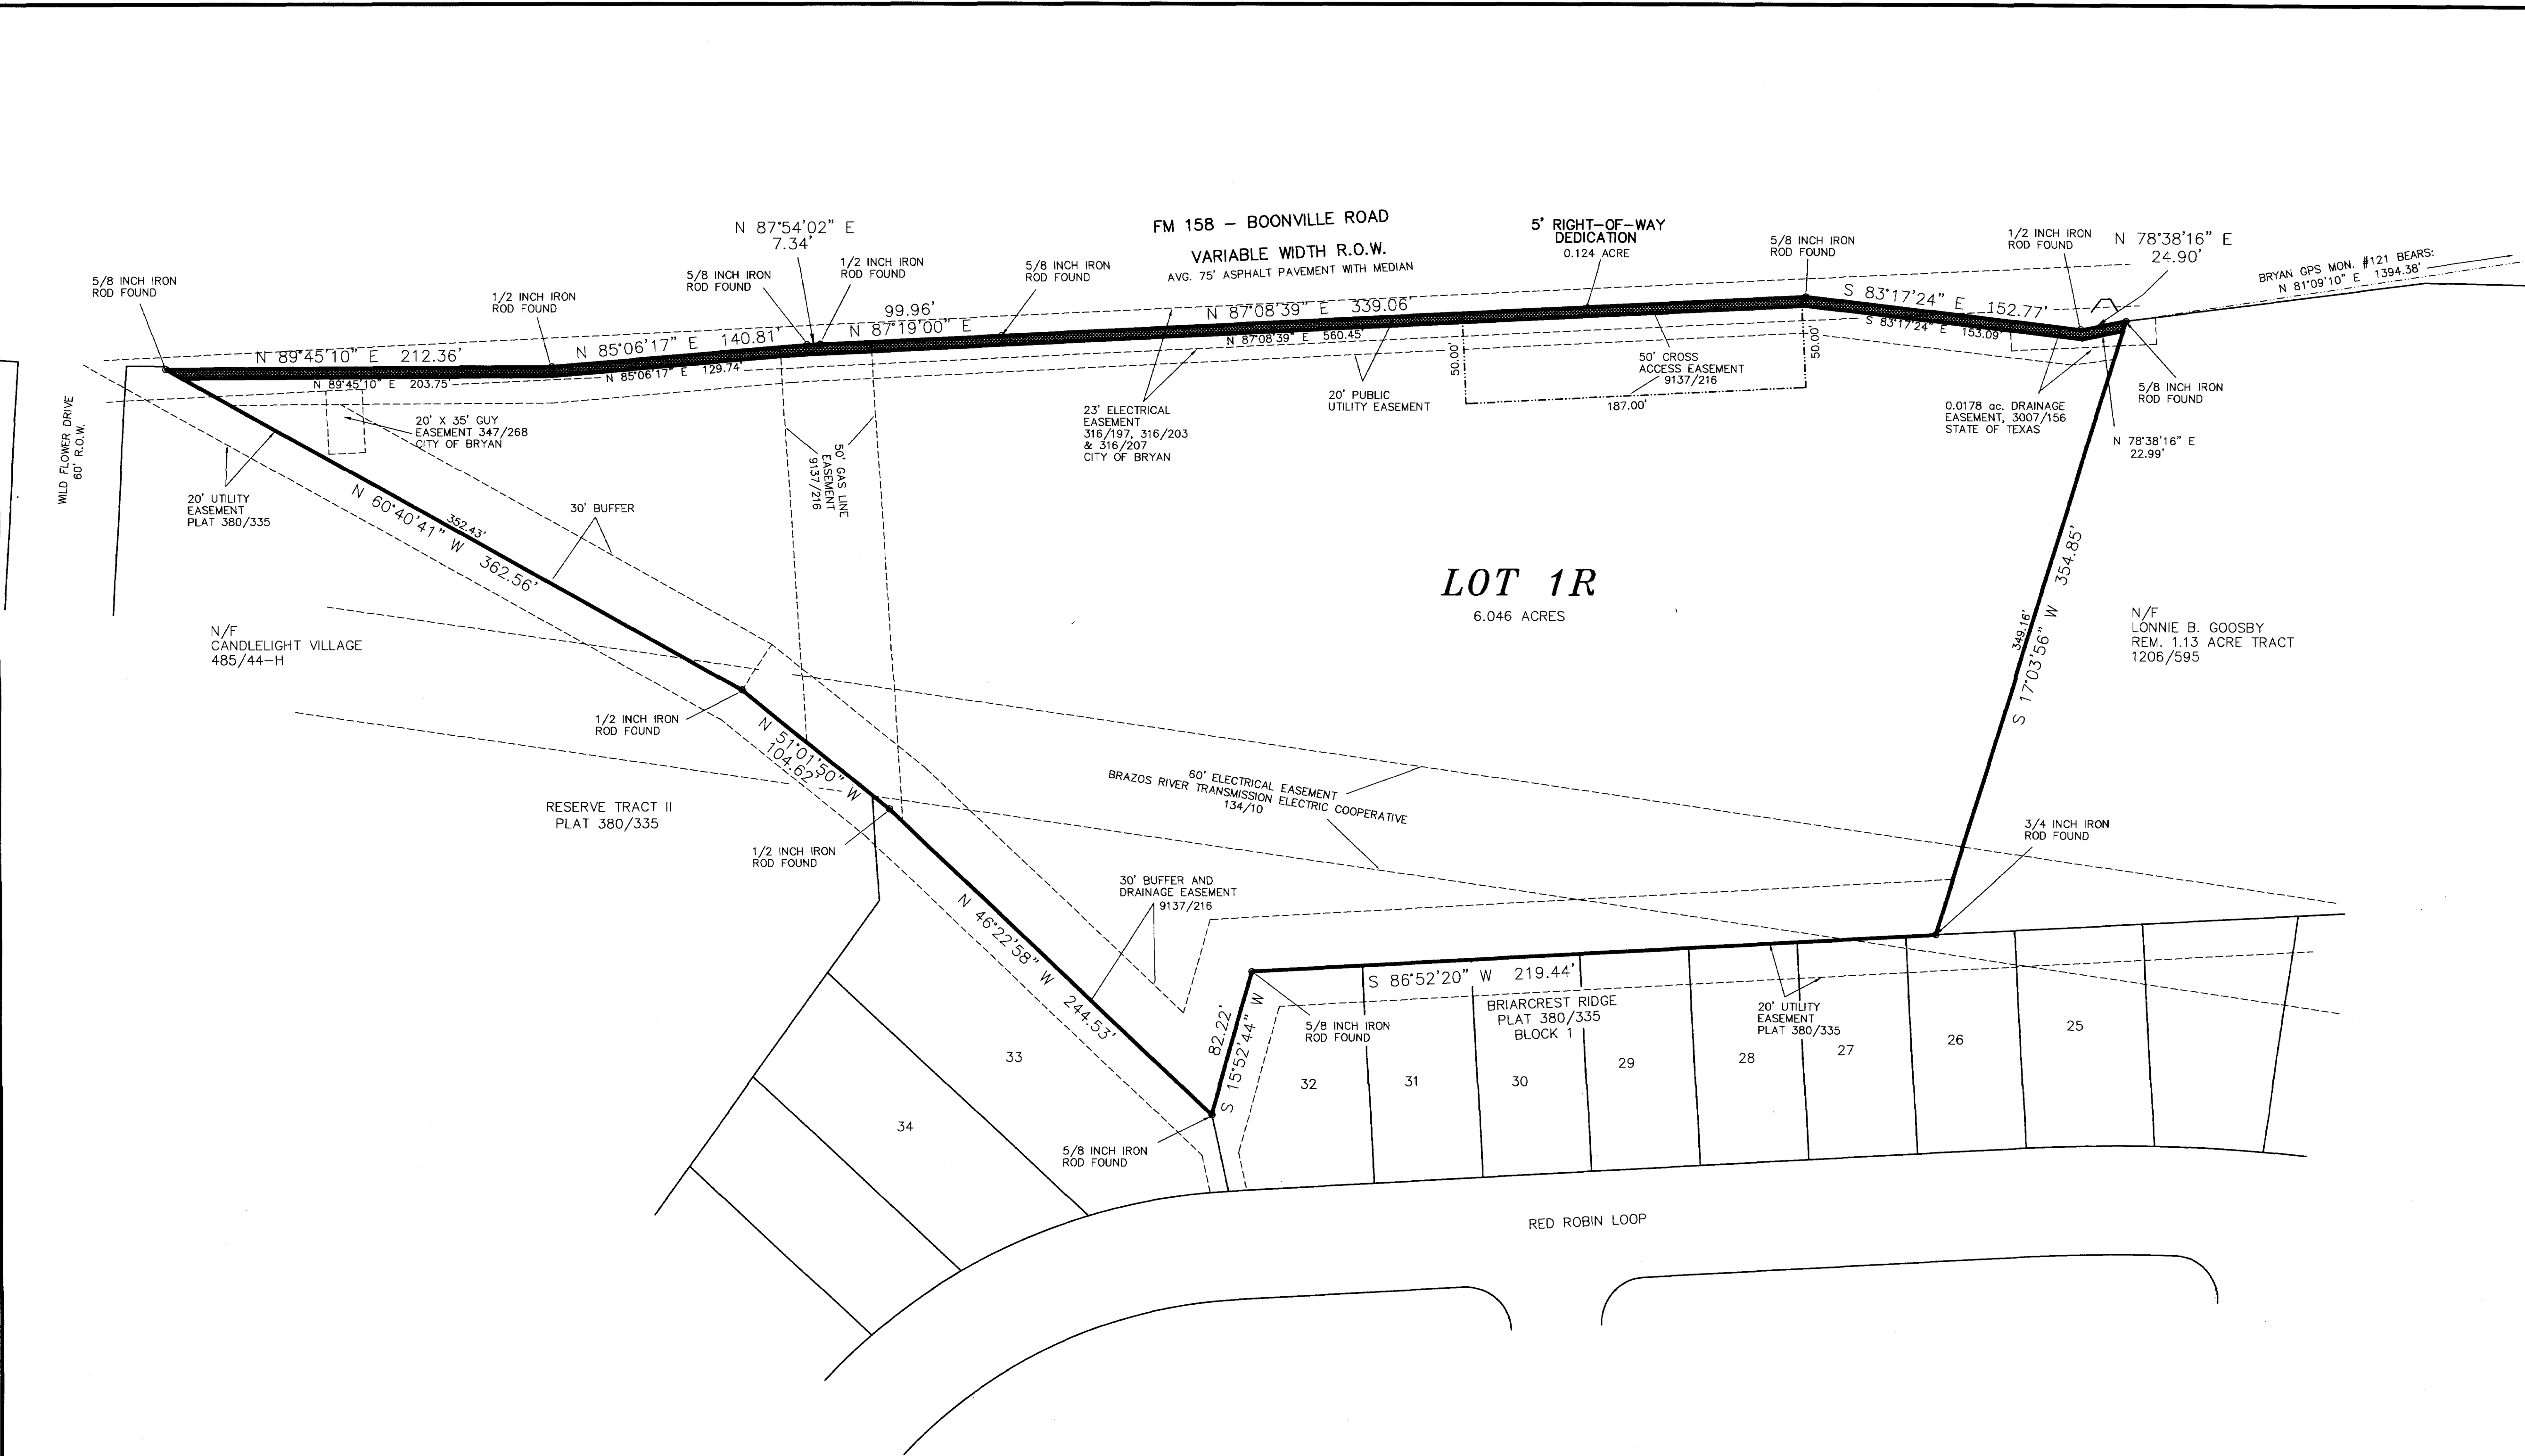 FM 158 – BOONVILLE ROAD
VARIABLE WIDTH R.O.W.
AVG. 75' ASPHALT PAVEMENT WITH MEDIAN
5' RIGHT-OF-WAY
DEDICATION
0.124 ACRE
5/8 INCH IRON
ROD FOUND
1/2 INCH IRON
ROD FOUND
N 87°54'02" E
7.34'
5/8 INCH IRON
ROD FOUND
1/2 INCH IRON
ROD FOUND
5/8 INCH IRON
ROD FOUND
5/8 INCH IRON
ROD FOUND
1/2 INCH IRON
ROD FOUND
N 78°38'16" E
24.90'
BRYAN GPS MON. #121 BEARS:
N 81°09'10" E 1394.38'
N 89°45'10" E 212.36'
N 85°06'17" E 140.81'
99.96'
N 87°19'00" E
N 87°08'39" E 339.06'
S 83°17'24" E 152.77'
N 89°45'10" E 203.75'
N 85°06'17" E 129.74'
N 87°08'39" E 560.45'
S 83°17'24" E 153.09'
WILD FLOWER DRIVE
60' R.O.W.
20' X 35' GUY
EASEMENT 347/268
CITY OF BRYAN
20' UTILITY
EASEMENT
PLAT 380/335
30' BUFFER
50' GAS LINE
EASEMENT
9137/216
23' ELECTRICAL
EASEMENT
316/197, 316/203
& 316/207
CITY OF BRYAN
20' PUBLIC
UTILITY EASEMENT
50.00'
50' CROSS
ACCESS EASEMENT
9137/216
187.00'
50.00'
0.0178 ac. DRAINAGE
EASEMENT, 3007/156
STATE OF TEXAS
5/8 INCH IRON
ROD FOUND
N 78°38'16" E
22.99'
352.43'
N 60°40'41" W 362.56'
LOT 1R
6.046 ACRES
349.16'
S 17°03'56" W 354.85'
N/F
CANDLELIGHT VILLAGE
485/44-H
N/F
LONNIE B. GOOSBY
REM. 1.13 ACRE TRACT
1206/595
1/2 INCH IRON
ROD FOUND
N 51°01'50" W
104.62'
RESERVE TRACT II
PLAT 380/335
1/2 INCH IRON
ROD FOUND
60' ELECTRICAL EASEMENT
BRAZOS RIVER TRANSMISSION ELECTRIC COOPERATIVE
134/10
3/4 INCH IRON
ROD FOUND
30' BUFFER AND
DRAINAGE EASEMENT
9137/216
N 46°22'58" W 244.53'
82.22'
S 15°52'44" W
S 86°52'20" W 219.44'
BRIARCREST RIDGE
PLAT 380/335
BLOCK 1
5/8 INCH IRON
ROD FOUND
20' UTILITY
EASEMENT
PLAT 380/335
5/8 INCH IRON
ROD FOUND
34
33
32
31
30
29
28
27
26
25
RED ROBIN LOOP